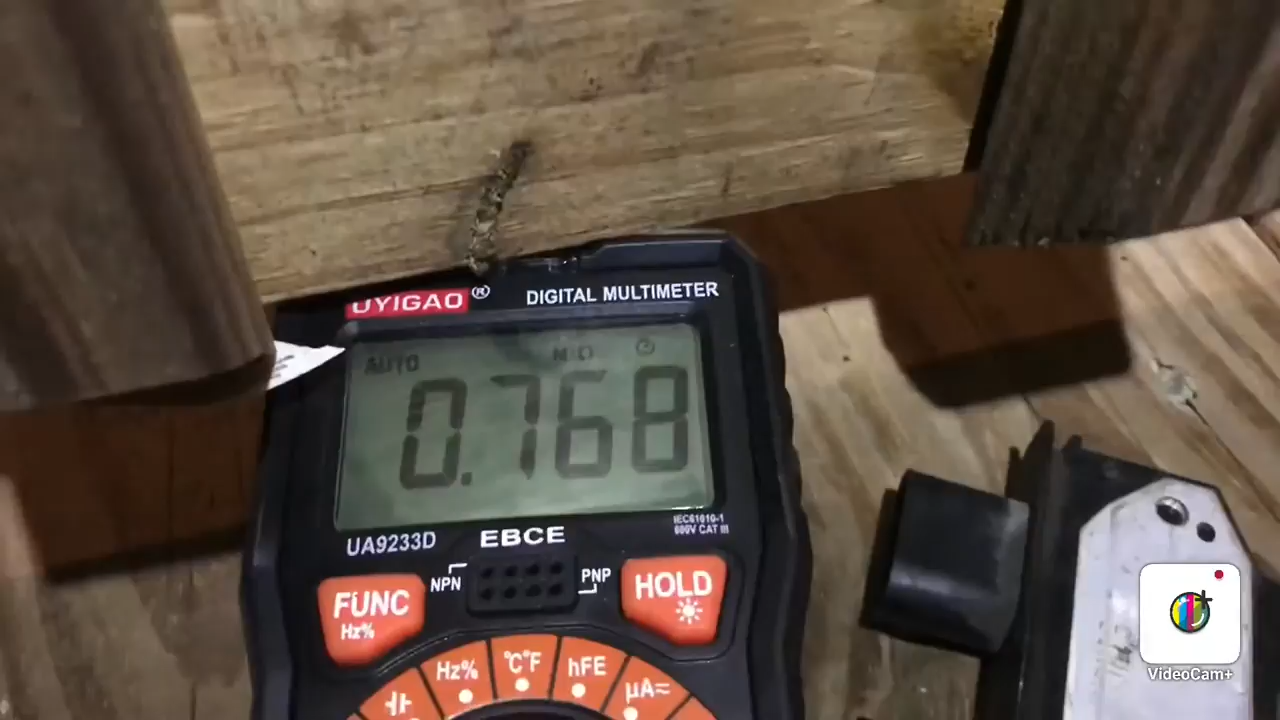 UYIGAO®
DIGITAL MULTIMETER
AUTO MΩ
0.768
UA9233D
EBCE
IEC61010-1
600V CAT III
NPN
PNP
FUNC
Hz%
HOLD
Hz%
℃℉
hFE
µA
VideoCam+